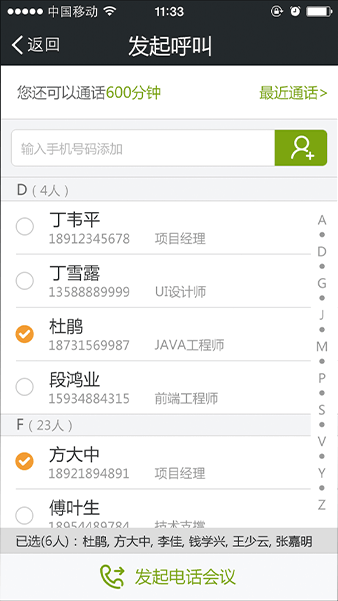 中国移动 11:33
返回 发起呼叫
您还可以通话600分钟 最近通话>
输入手机号码添加
D（4人）
丁韦平
18912345678 项目经理
丁雪露
13588889999 UI设计师
杜鹃
18731569987 JAVA工程师
段鸿业
15934884315 前端工程师
F（23人）
方大中
18921894891 项目经理
傅叶生
18954489784 技术支撑
A
D
G
J
M
P
S
V
Y
Z
已选(6人)：杜鹃, 方大中, 李佳, 钱学兴, 王少云, 张嘉明
发起电话会议